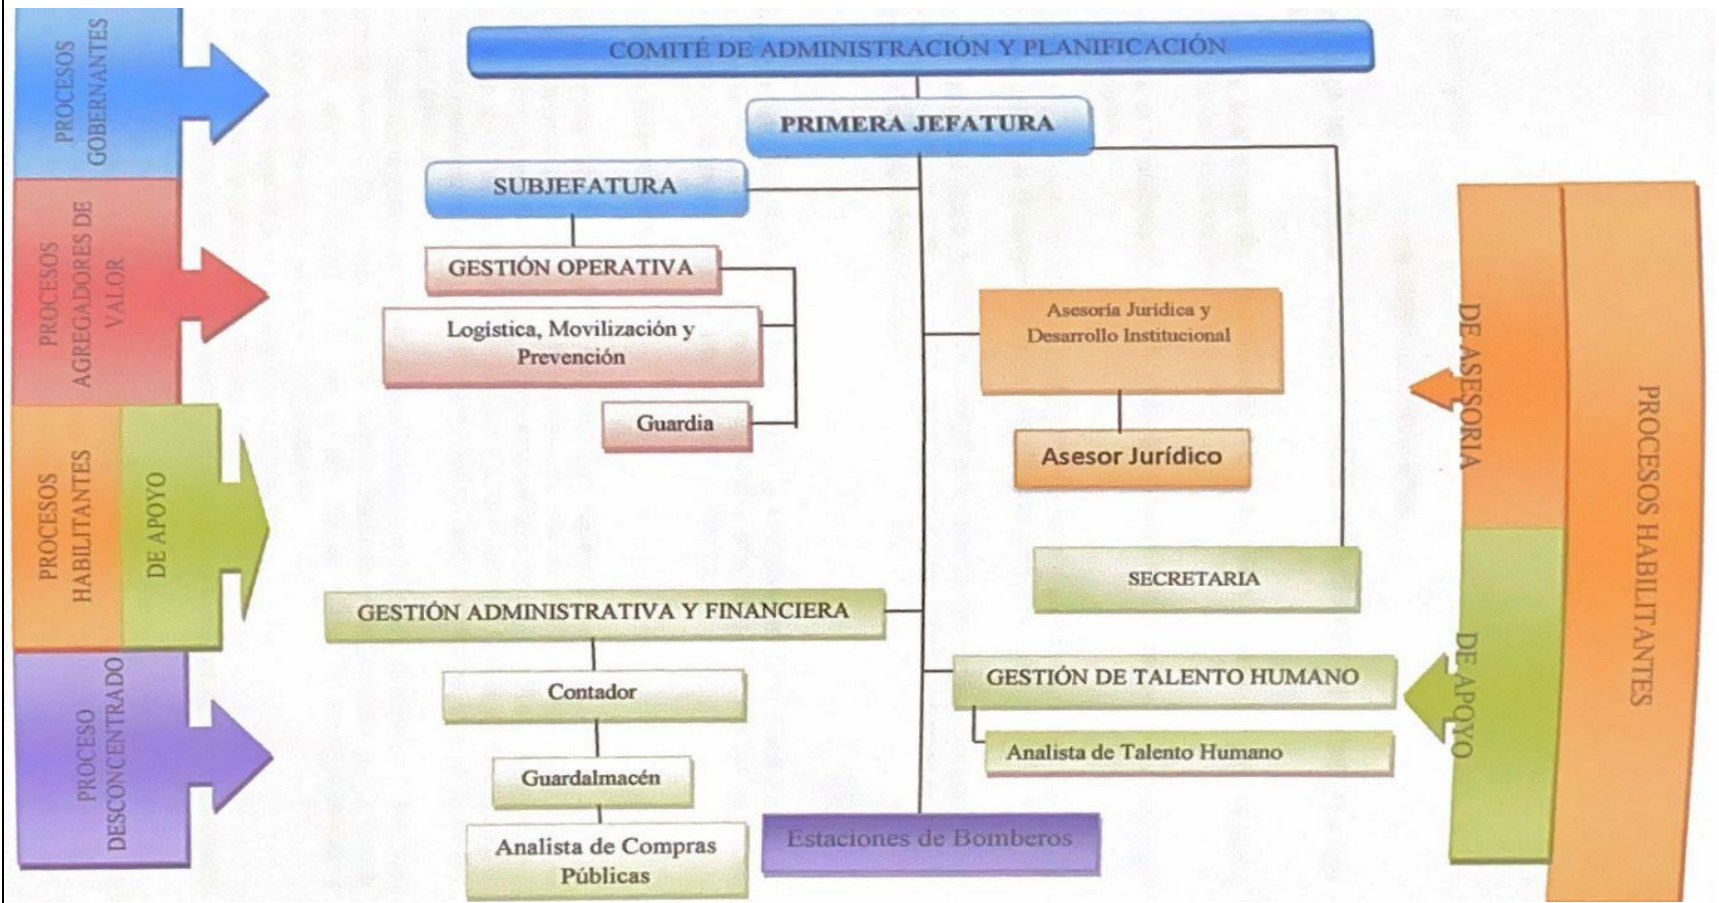 PROCESOS
GOBERNANTES
COMITÉ DE ADMINISTRACIÓN Y PLANIFICACIÓN
PRIMERA JEFATURA
SUBJEFATURA
PROCESOS
AGREGADORES DE
VALOR
GESTIÓN OPERATIVA
Logística, Movilización y
Prevención
Guardia
Asesoría Jurídica y
Desarrollo Institucional
Asesor Jurídico
DE ASESORIA
PROCESOS HABILITANTES
PROCESOS
HABILITANTES
DE APOYO
SECRETARIA
GESTIÓN ADMINISTRATIVA Y FINANCIERA
Contador
Guardalmacén
Analista de Compras
Públicas
GESTIÓN DE TALENTO HUMANO
Analista de Talento Humano
DE APOYO
PROCESO
DESCONCENTRADO
Estaciones de Bomberos